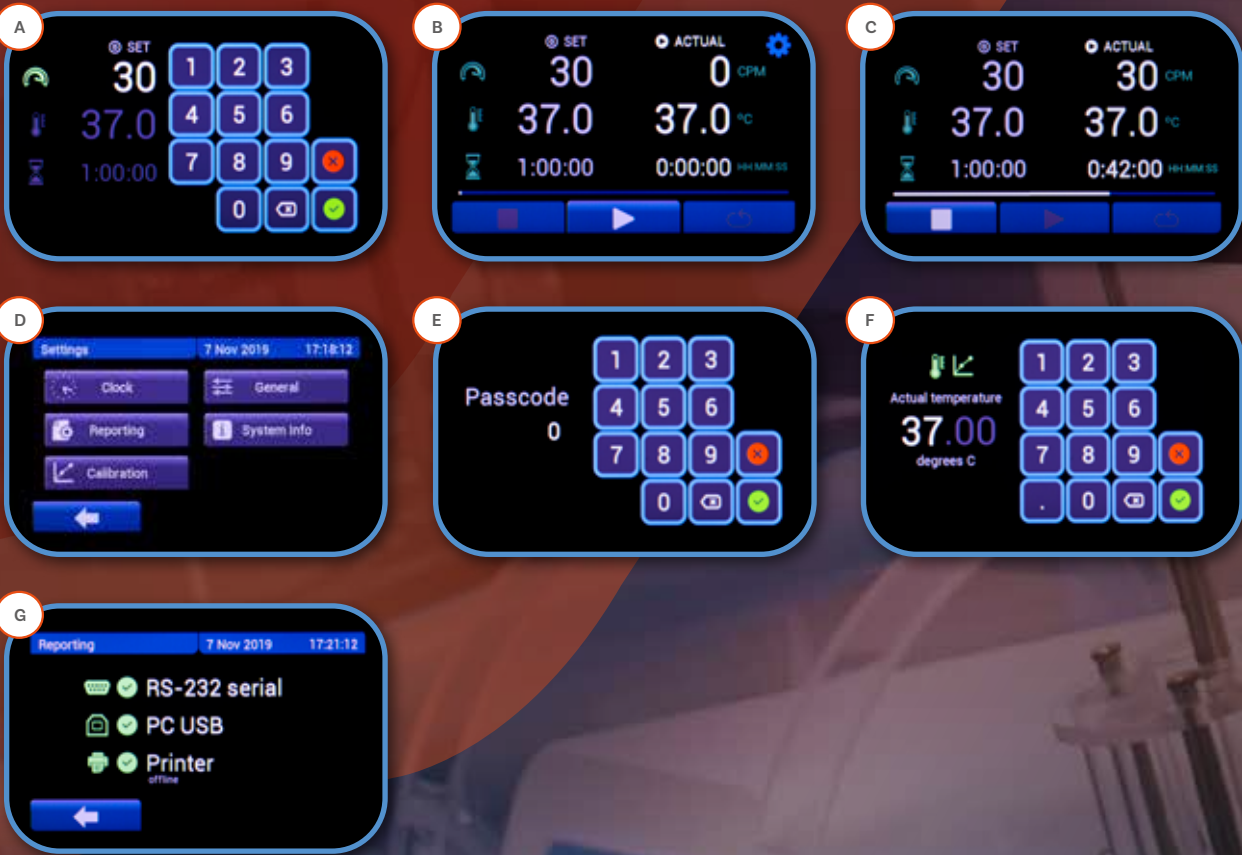 A
SET
30
37.0
1:00:00
1 2 3
4 5 6
7 8 9
0
B
SET ACTUAL
30 0 CPM
37.0 37.0 °C
1:00:00 0:00:00 HH:MM:SS
C
SET ACTUAL
30 30 CPM
37.0 37.0 °C
1:00:00 0:42:00 HH:MM:SS
D
Settings 7 Nov 2019 17:18:12
Clock General
Reporting System Info
Calibration
E
Passcode
0
1 2 3
4 5 6
7 8 9
0
F
Actual temperature
37.00
degrees C
1 2 3
4 5 6
7 8 9
. 0
G
Reporting 7 Nov 2019 17:21:12
RS-232 serial
PC USB
Printer
offline